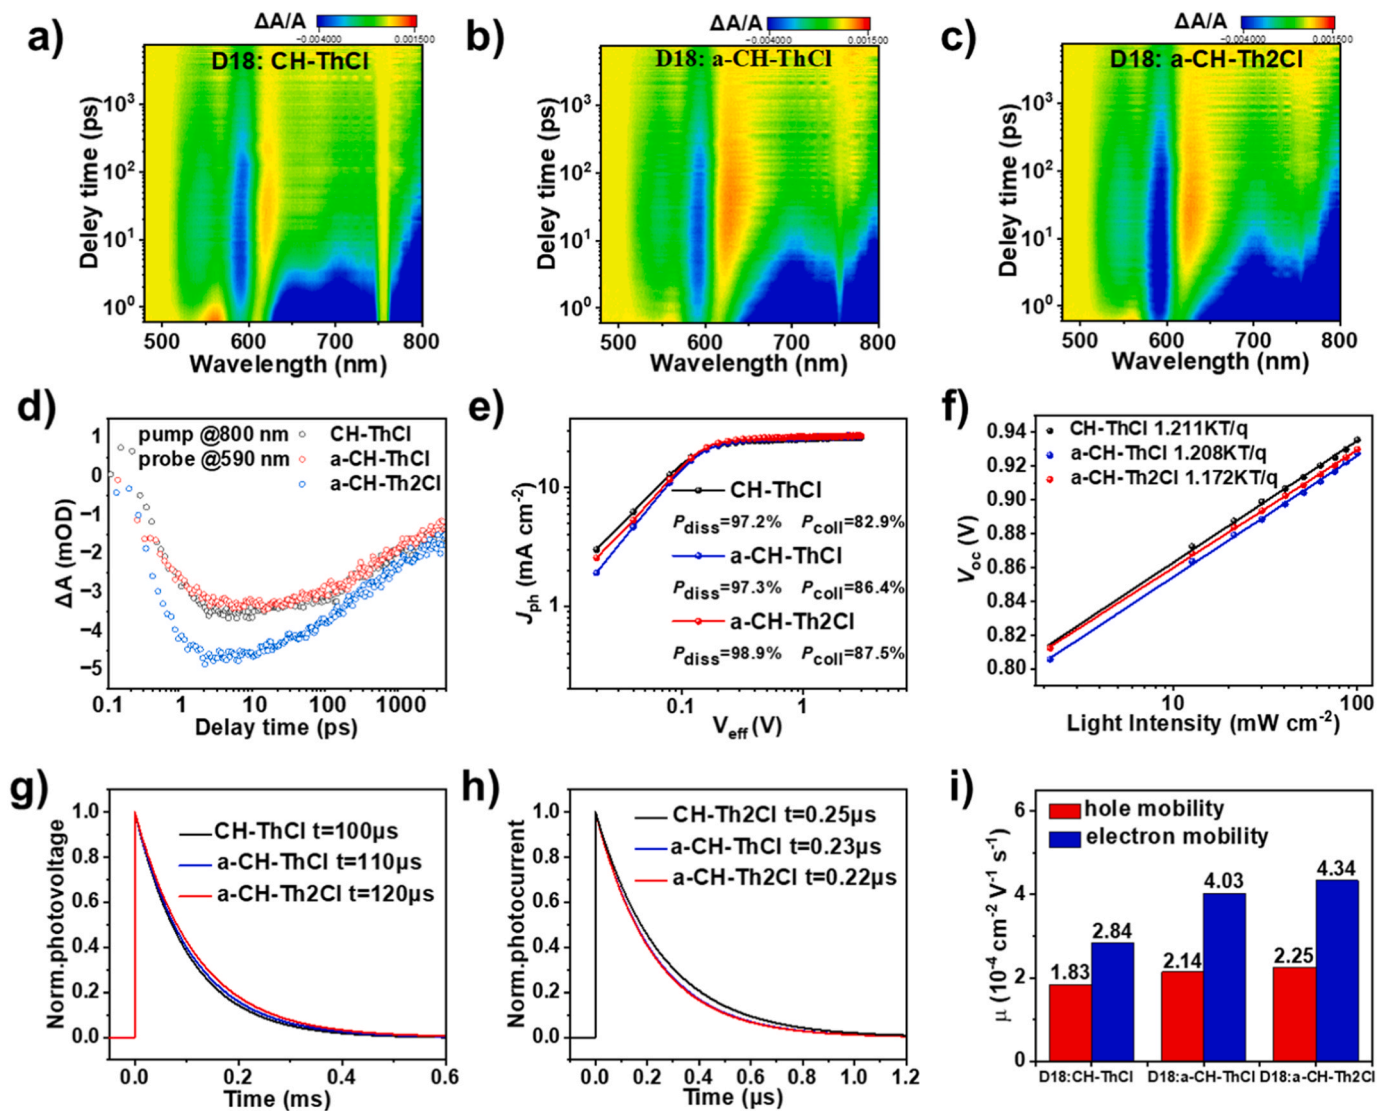 a)
ΔA/A
−0.004000 0.001500
D18: CH-ThCl
Deley time (ps)
10³
10²
10¹
10⁰
500 600 700 800
Wavelength (nm)
b)
ΔA/A
−0.004000 0.001500
D18: a-CH-ThCl
Deley time (ps)
10³
10²
10¹
10⁰
500 600 700 800
Wavelength (nm)
c)
ΔA/A
−0.004000 0.001500
D18: a-CH-Th2Cl
Deley time (ps)
10³
10²
10¹
10⁰
500 600 700 800
Wavelength (nm)
d)
pump @800 nm
probe @590 nm
CH-ThCl
a-CH-ThCl
a-CH-Th2Cl
ΔA (mOD)
1
0
−1
−2
−3
−4
−5
0.1 1 10 100 1000
Delay time (ps)
e)
Jph (mA cm⁻²)
10
1
CH-ThCl
Pdiss=97.2% Pcoll=82.9%
a-CH-ThCl
Pdiss=97.3% Pcoll=86.4%
a-CH-Th2Cl
Pdiss=98.9% Pcoll=87.5%
0.1 1
Veff (V)
f)
CH-ThCl 1.211KT/q
a-CH-ThCl 1.208KT/q
a-CH-Th2Cl 1.172KT/q
Voc (V)
0.94
0.92
0.90
0.88
0.86
0.84
0.82
0.80
10 100
Light Intensity (mW cm⁻²)
g)
CH-ThCl t=100μs
a-CH-ThCl t=110μs
a-CH-Th2Cl t=120μs
Norm.photovoltage
1.0
0.8
0.6
0.4
0.2
0.0
0.0 0.2 0.4 0.6
Time (ms)
h)
CH-Th2Cl t=0.25μs
a-CH-ThCl t=0.23μs
a-CH-Th2Cl t=0.22μs
Norm.photocurrent
1.0
0.8
0.6
0.4
0.2
0.0
0.0 0.2 0.4 0.6 0.8 1.0 1.2
Time (μs)
i)
hole mobility
electron mobility
μ (10⁻⁴ cm⁻² V⁻¹ s⁻¹)
6
4
2
0
1.83 2.84
2.14 4.03
2.25 4.34
D18:CH-ThCl D18:a-CH-ThCl D18:a-CH-Th2Cl